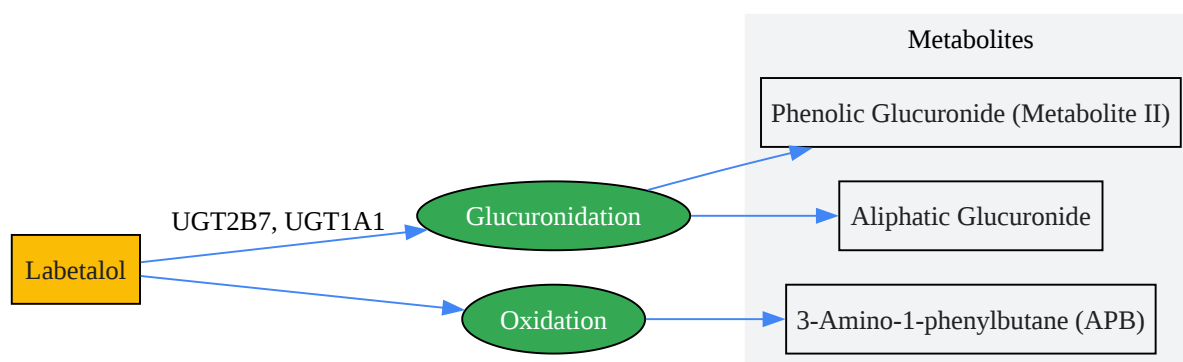 Metabolites
Phenolic Glucuronide (Metabolite II)
UGT2B7, UGT1A1
Glucuronidation
Aliphatic Glucuronide
Labetalol
Oxidation
3-Amino-1-phenylbutane (APB)